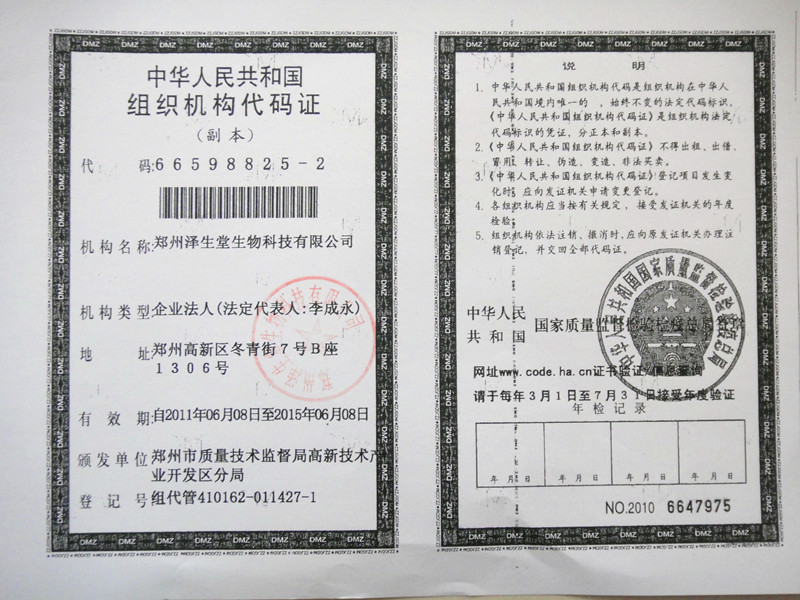 中华人民共和国
组织机构代码证
(副本)
代 码:66598825-2
机构名称:郑州泽生堂生物科技有限公司
机构类型:企业法人(法定代表人:李成永)
地 址:郑州高新区冬青街7号B座
1306号
有 效 期:自2011年06月08日至2015年06月08日
颁发单位:郑州市质量技术监督局高新技术产
业开发区分局
登 记 号:组代管410162-011427-1
说 明
1. 中华人民共和国组织机构代码是组织机构在中华人
民共和国境内唯一的 、始终不变的法定代码标识,
《中华人民共和国组织机构代码证》是组织机构法定
代码标识的凭证,分正本和副本。
2.《中华人民共和国组织机构代码证》不得出租、出借、
冒用、转让、伪造、变造、非法买卖。
3.《中华人民共和国组织机构代码证》登记项目发生变
化时,应向发证机关申请变更登记。
4. 各组织机构应当按有关规定,接受发证机关的年度
检验。
5. 组织机构依法注销、撤消时,应向原发证机关办理注
销登记,并交回全部代码证。
中华人民
共和国
国家质量监督检验检疫总局
网址www.code.ha.cn证书验证/信息查询
请于每年3月1日至7月31日接受年度验证
年检记录
年 月 日 年 月 日 年 月 日 年 月 日
NO.2010 6647975